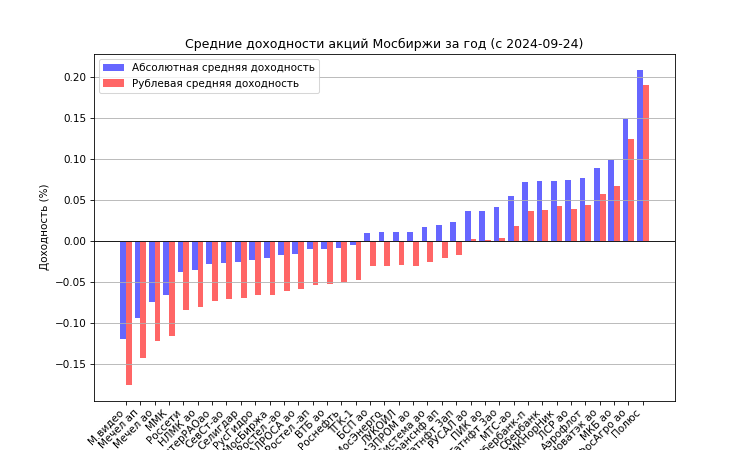 Средние доходности акций Мосбиржи за год (с 2024-09-24)
Абсолютная средняя доходность
Рублевая средняя доходность
Доходность (%)
0.20
0.15
0.10
0.05
0.00
−0.05
−0.10
−0.15
М.видео
Мечел ап
Мечел ао
ММК
Россети
НЛМК ао
СевСт-ао
Селигдар
РусГидро
МосБиржа
Ростел -ао
Ростел -ап
ВТБ ао
Роснефть
ТГК-1
БСП ао
ЛУКОЙЛ
РУСАЛ ао
ПИК ао
МТС-ао
Сбербанк
ЛСР ао
Аэрофлот
МКБ ао
Полюс